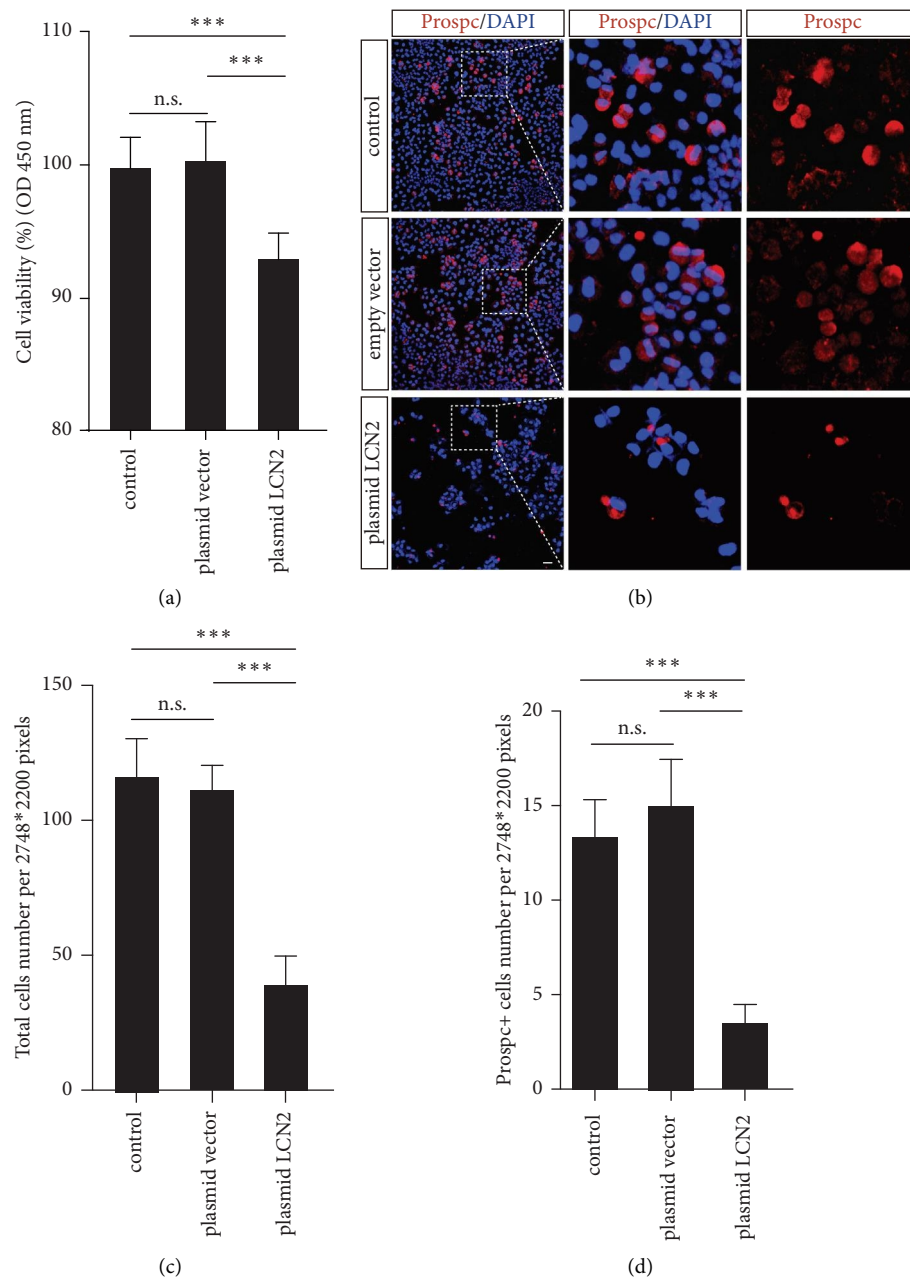 Cell viability (%) (OD 450 nm)
110
100
90
80
***
***
n.s.
control
plasmid vector
plasmid LCN2
(a)
Prospc/DAPI
Prospc/DAPI
Prospc
control
empty vector
plasmid LCN2
(b)
Total cells number per 2748*2200 pixels
150
100
50
0
***
***
n.s.
control
plasmid vector
plasmid LCN2
(c)
Prospc+ cells number per 2748*2200 pixels
20
15
10
5
0
***
***
n.s.
control
plasmid vector
plasmid LCN2
(d)